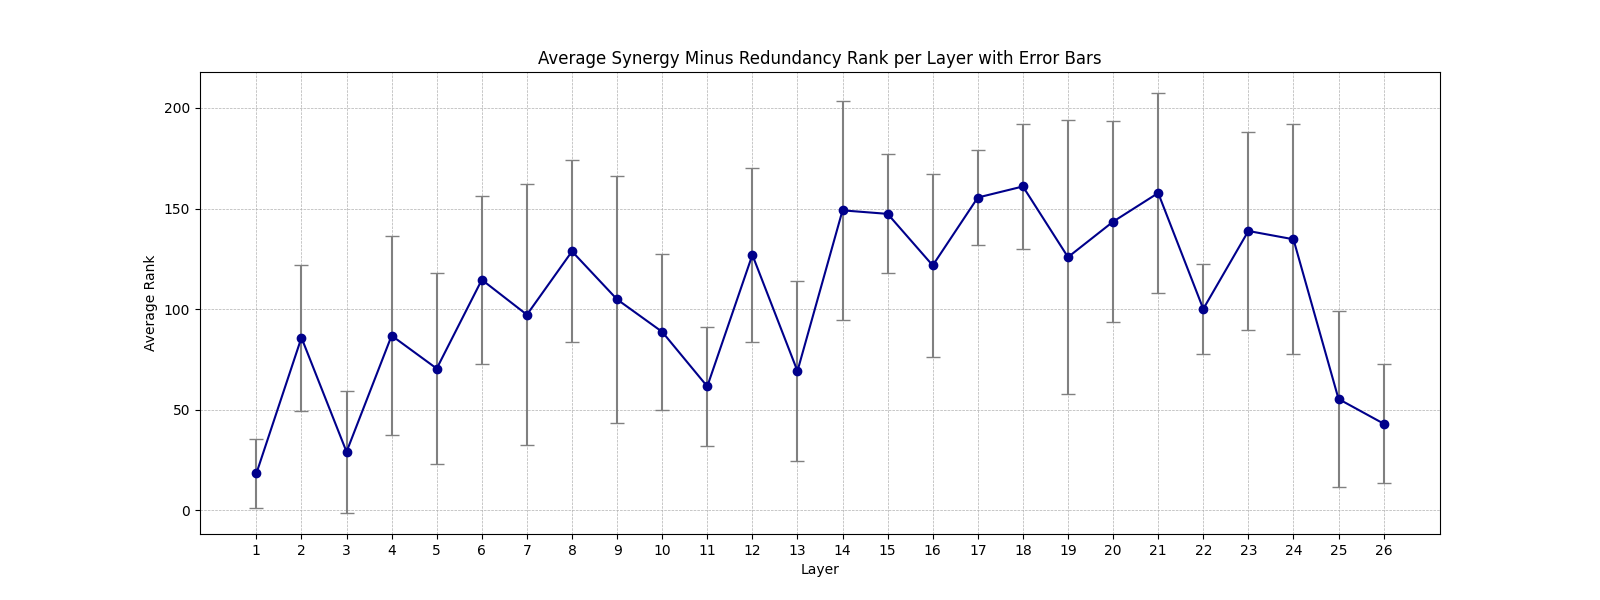 Average Synergy Minus Redundancy Rank per Layer with Error Bars
200
150
100
50
0
Average Rank
1 2 3 4 5 6 7 8 9 10 11 12 13 14 15 16 17 18 19 20 21 22 23 24 25 26
Layer